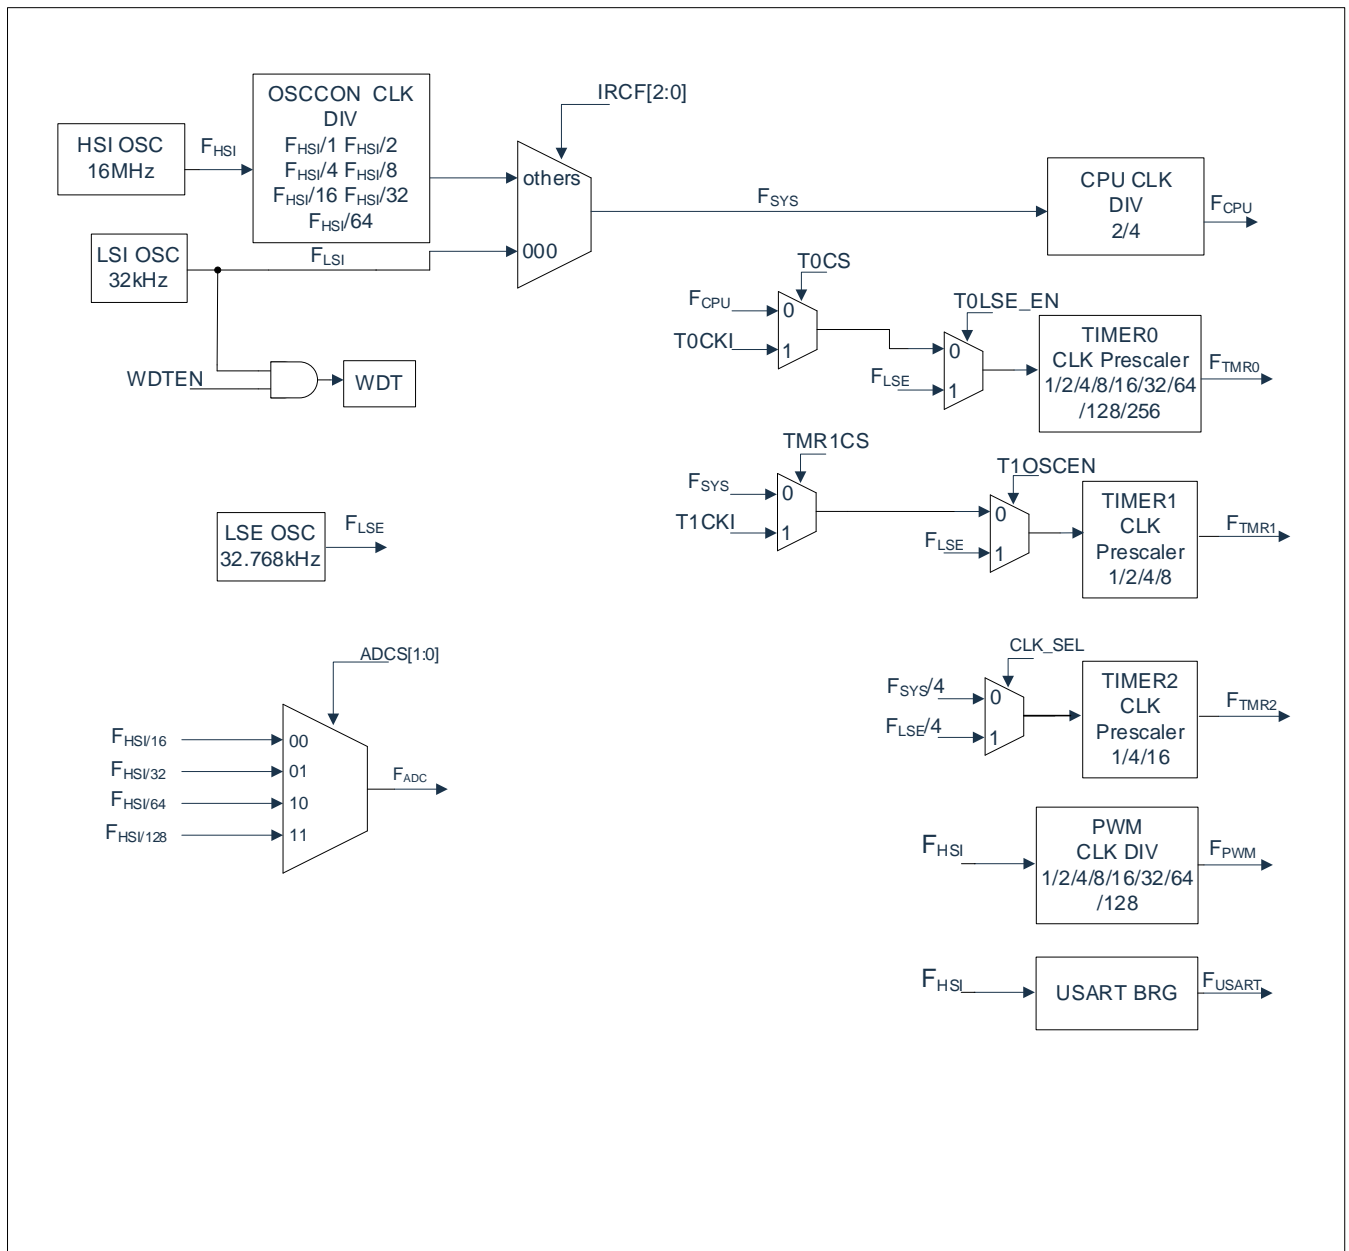 OSCCON CLK
DIV
FHSI/1 FHSI/2
FHSI/4 FHSI/8
FHSI/16 FHSI/32
FHSI/64
HSI OSC
16MHz
FHSI
IRCF[2:0]
others
000
FSYS
CPU CLK
DIV
2/4
FCPU
LSI OSC
32kHz
FLSI
WDTEN
WDT
T0CS
FCPU
0
T0CKI
1
T0LSE_EN
0
FLSE
1
TIMER0
CLK Prescaler
1/2/4/8/16/32/64
/128/256
FTMR0
TMR1CS
FSYS
0
T1CKI
1
T1OSCEN
0
FLSE
1
TIMER1
CLK
Prescaler
1/2/4/8
FTMR1
LSE OSC
32.768kHz
FLSE
ADCS[1:0]
FHSI/16
00
FHSI/32
01
FHSI/64
10
FHSI/128
11
FADC
CLK_SEL
FSYS/4
0
FLSE/4
1
TIMER2
CLK
Prescaler
1/4/16
FTMR2
FHSI
PWM
CLK DIV
1/2/4/8/16/32/64
/128
FPWM
FHSI
USART BRG
FUSART